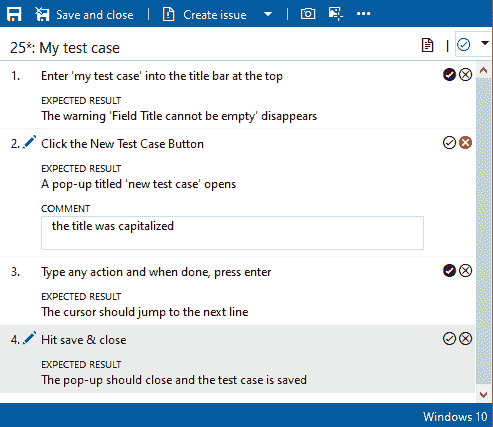 Save and close | Create issue
25*: My test case
1. Enter 'my test case' into the title bar at the top
EXPECTED RESULT
The warning 'Field Title cannot be empty' disappears
2. Click the New Test Case Button
EXPECTED RESULT
A pop-up titled 'new test case' opens
COMMENT
the title was capitalized
3. Type any action and when done, press enter
EXPECTED RESULT
The cursor should jump to the next line
4. Hit save & close
EXPECTED RESULT
The pop-up should close and the test case is saved
Windows 10